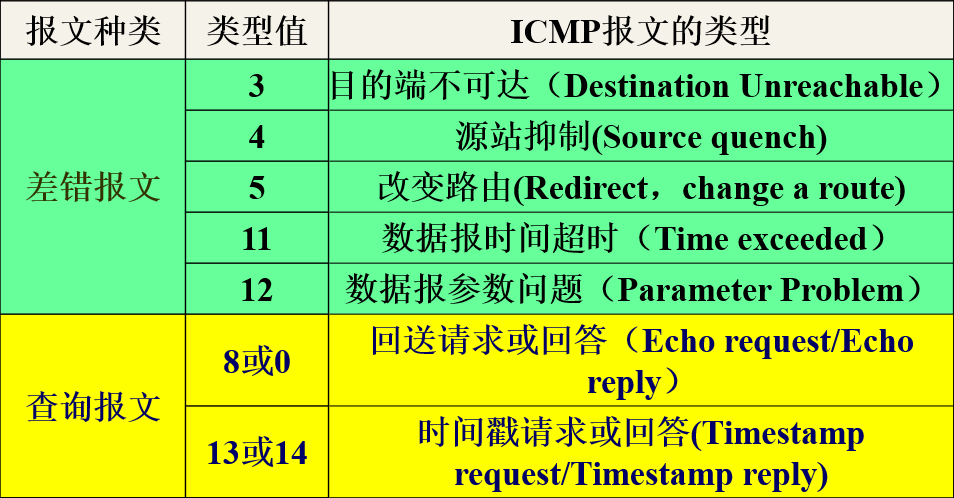 报文种类 类型值 ICMP报文的类型
差错报文
3 目的端不可达（Destination Unreachable）
4 源站抑制(Source quench)
5 改变路由(Redirect，change a route)
11 数据报时间超时（Time exceeded）
12 数据报参数问题（Parameter Problem）
查询报文
8或0 回送请求或回答（Echo request/Echo
reply）
13或14 时间戳请求或回答(Timestamp
request/Timestamp reply)